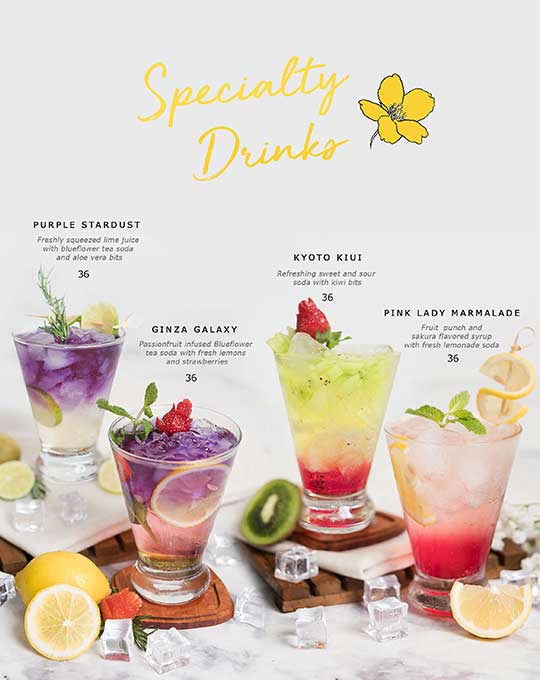 Specialty
Drinks
PURPLE STARDUST
Freshly squeezed lime juice
with blueflower tea soda
and aloe vera bits
36
GINZA GALAXY
Passionfruit infused Blueflower
tea soda with fresh lemons
and strawberries
36
KYOTO KIUI
Refreshing sweet and sour
soda with kiwi bits
36
PINK LADY MARMALADE
Fruit punch and
sakura flavored syrup
with fresh lemonade soda
36